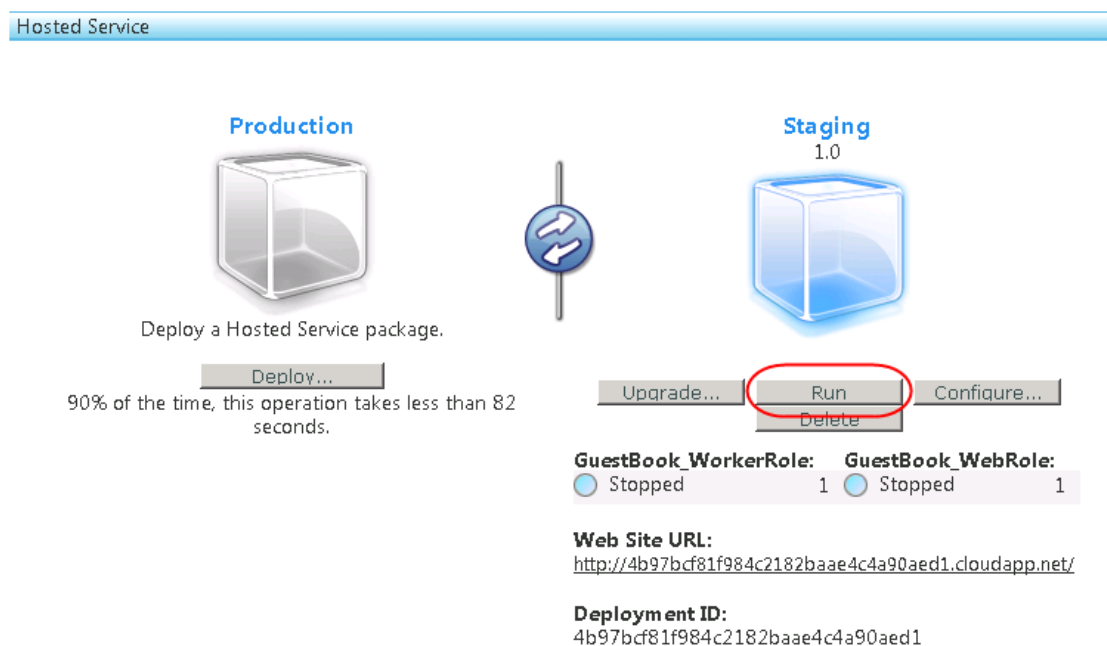 Hosted Service
Production
Deploy a Hosted Service package.
Deploy...
90% of the time, this operation takes less than 82
seconds.
Staging
1.0
Upgrade... Run Configure...
Delete
GuestBook_WorkerRole: GuestBook_WebRole:
Stopped 1 Stopped 1
Web Site URL:
http://4b97bcf81f984c2182baae4c4a90aed1.cloudapp.net/
Deployment ID:
4b97bcf81f984c2182baae4c4a90aed1